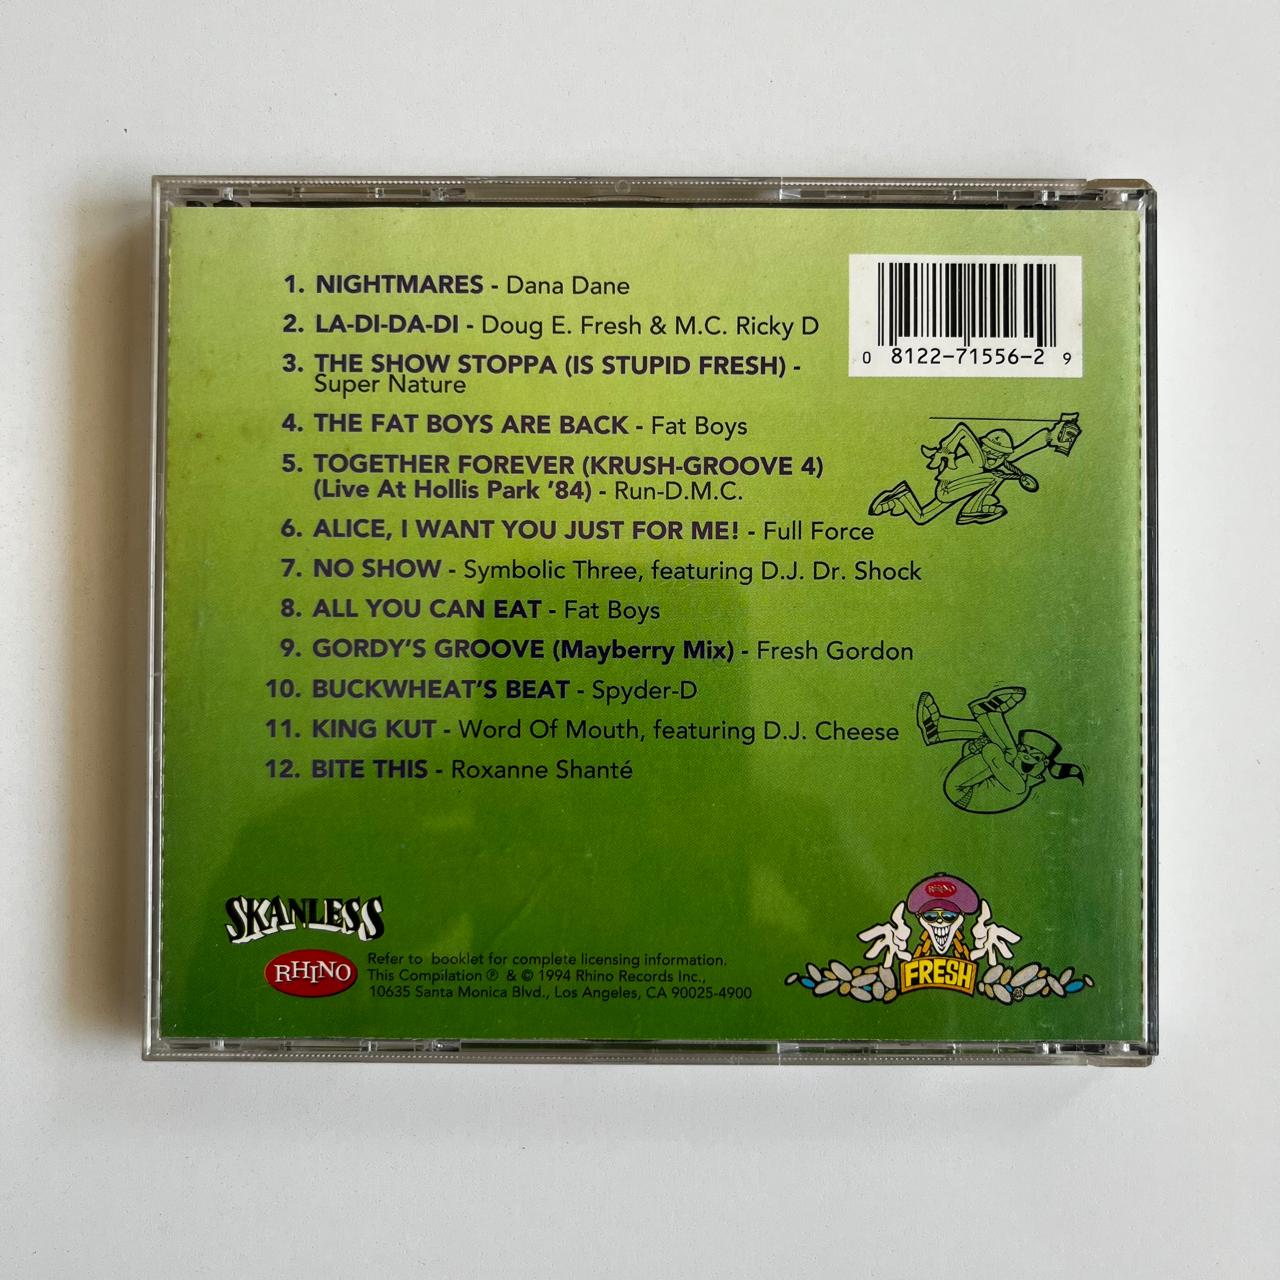 1. NIGHTMARES - Dana Dane
2. LA-DI-DA-DI - Doug E. Fresh & M.C. Ricky D
3. THE SHOW STOPPA (IS STUPID FRESH) -
Super Nature
4. THE FAT BOYS ARE BACK - Fat Boys
5. TOGETHER FOREVER (KRUSH-GROOVE 4)
(Live At Hollis Park '84) - Run-D.M.C.
6. ALICE, I WANT YOU JUST FOR ME! - Full Force
7. NO SHOW - Symbolic Three, featuring D.J. Dr. Shock
8. ALL YOU CAN EAT - Fat Boys
9. GORDY'S GROOVE (Mayberry Mix) - Fresh Gordon
10. BUCKWHEAT'S BEAT - Spyder-D
11. KING KUT - Word Of Mouth, featuring D.J. Cheese
12. BITE THIS - Roxanne Shanté
0 8122-71556-2 9
SKANLESS
RHINO
Refer to booklet for complete licensing information.
This Compilation ℗ & © 1994 Rhino Records Inc.,
10635 Santa Monica Blvd., Los Angeles, CA 90025-4900
RHINO
FRESH